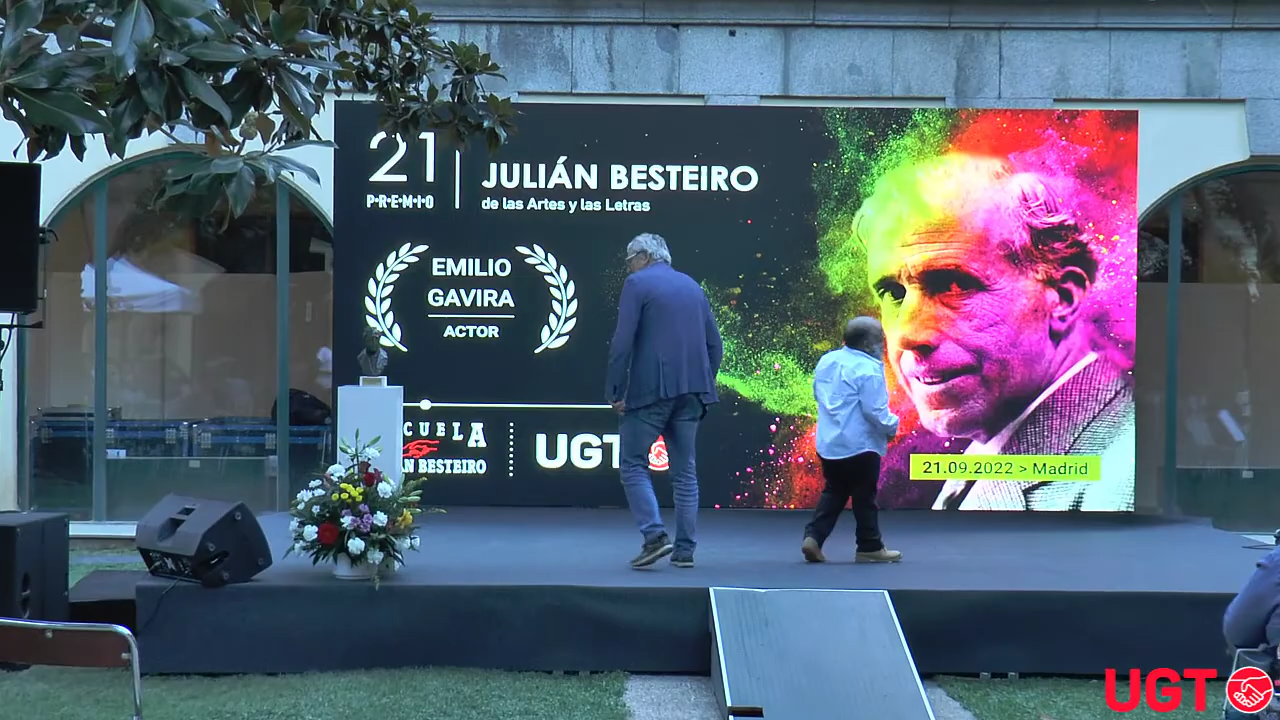 21
PREMIO
JULIÁN BESTEIRO
de las Artes y las Letras
EMILIO
GAVIRA
ACTOR
CUELA
N BESTEIRO
UGT
21.09.2022 > Madrid
UGT